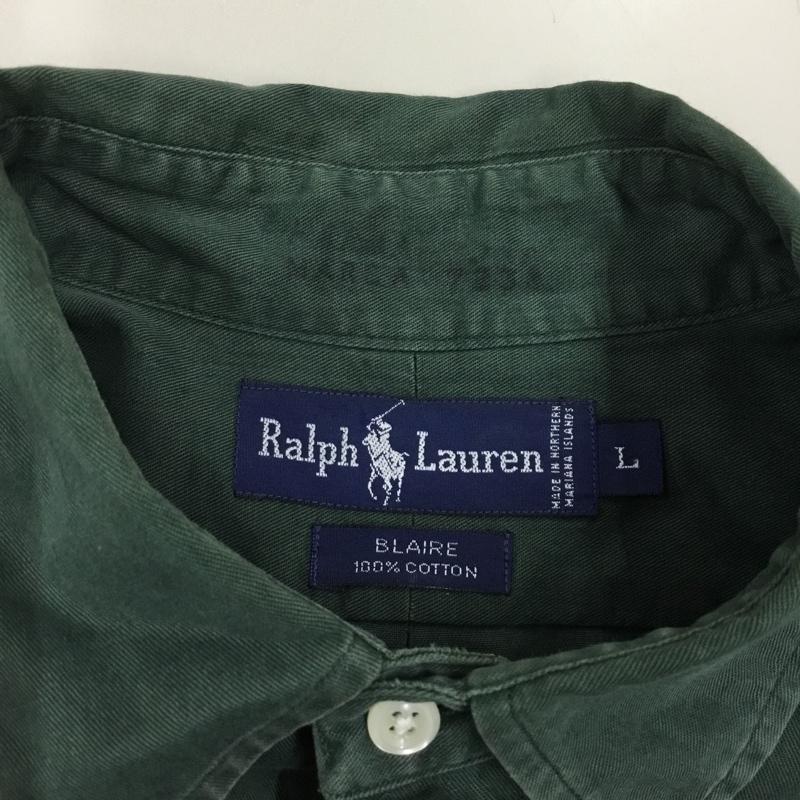 Ralph Lauren
MADE IN NORTHERN
MARIANA ISLANDS
L
BLAIRE
100% COTTON